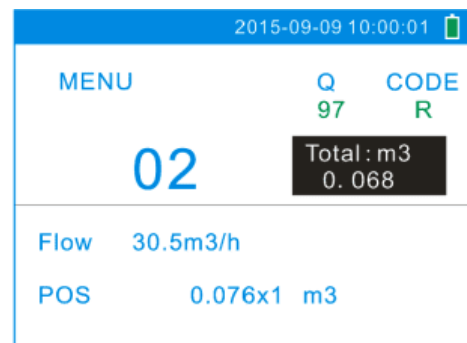 2015-09-09 10:00:01
MENU Q CODE
97 R
02
Total:m3
0.068
Flow 30.5m3/h
POS 0.076x1 m3